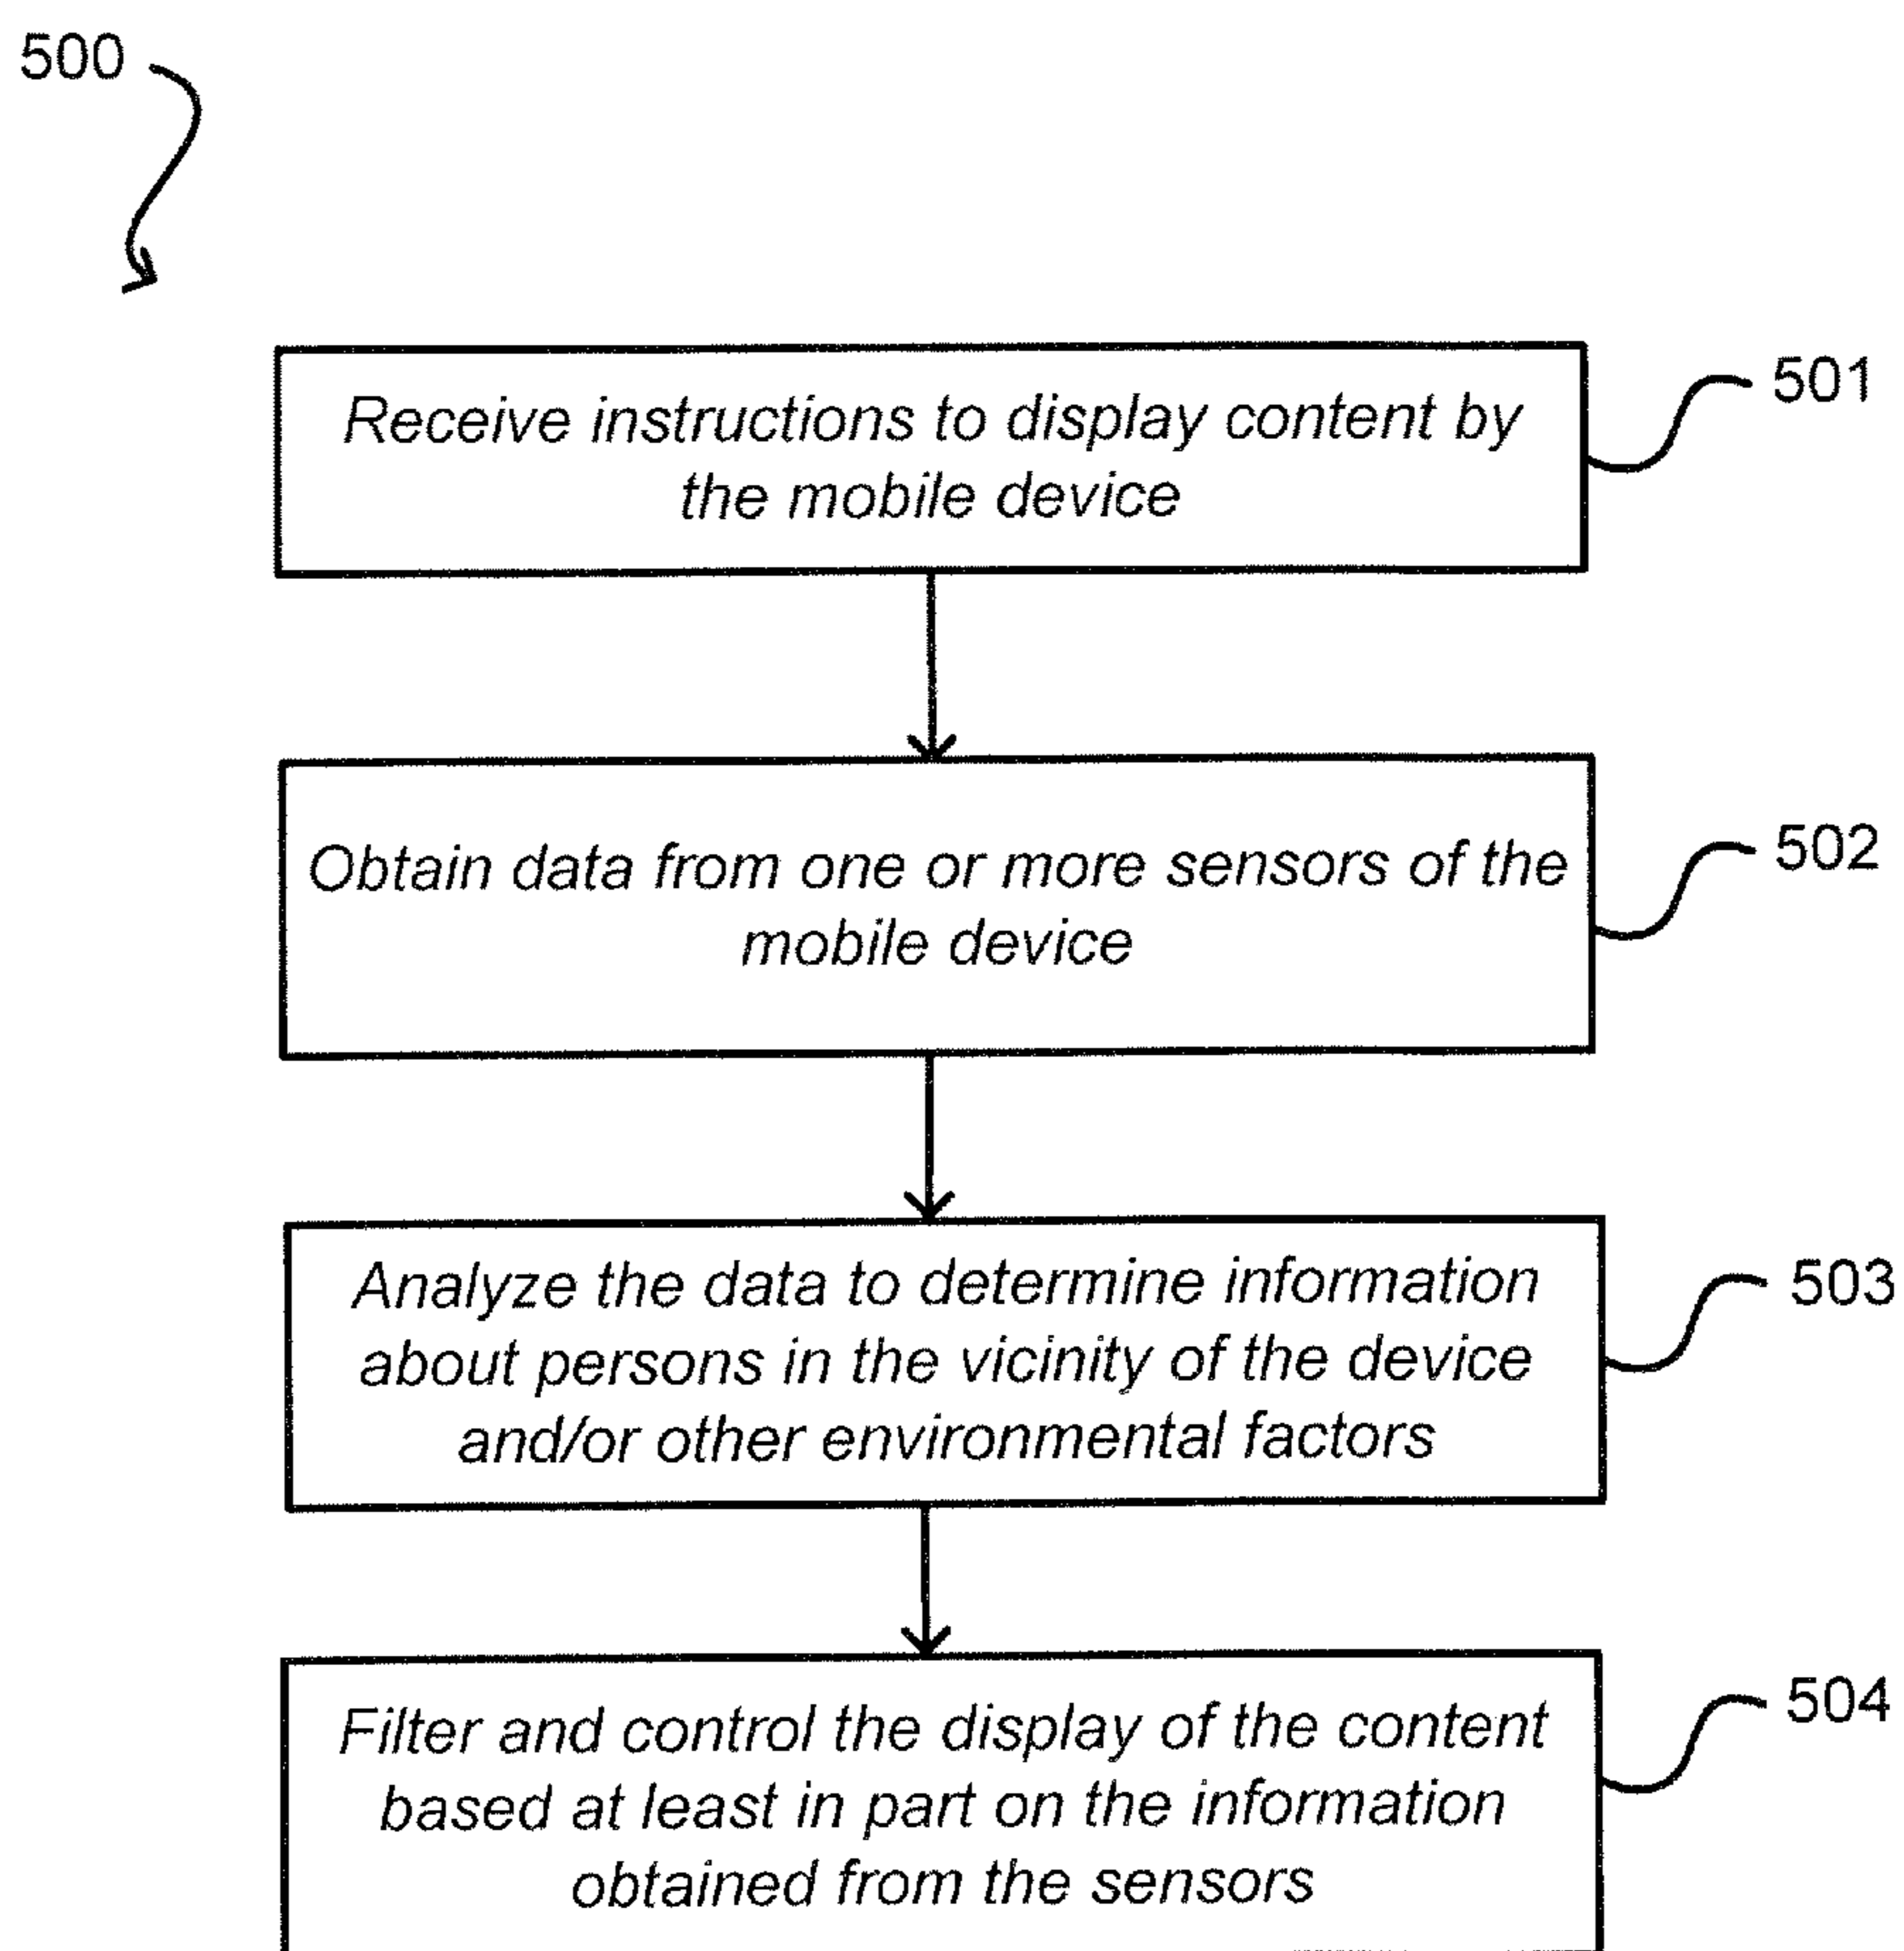 500
Receive instructions to display content by
the mobile device
501
Obtain data from one or more sensors of the
mobile device
502
Analyze the data to determine information
about persons in the vicinity of the device
and/or other environmental factors
503
Filter and control the display of the content
based at least in part on the information
obtained from the sensors
504